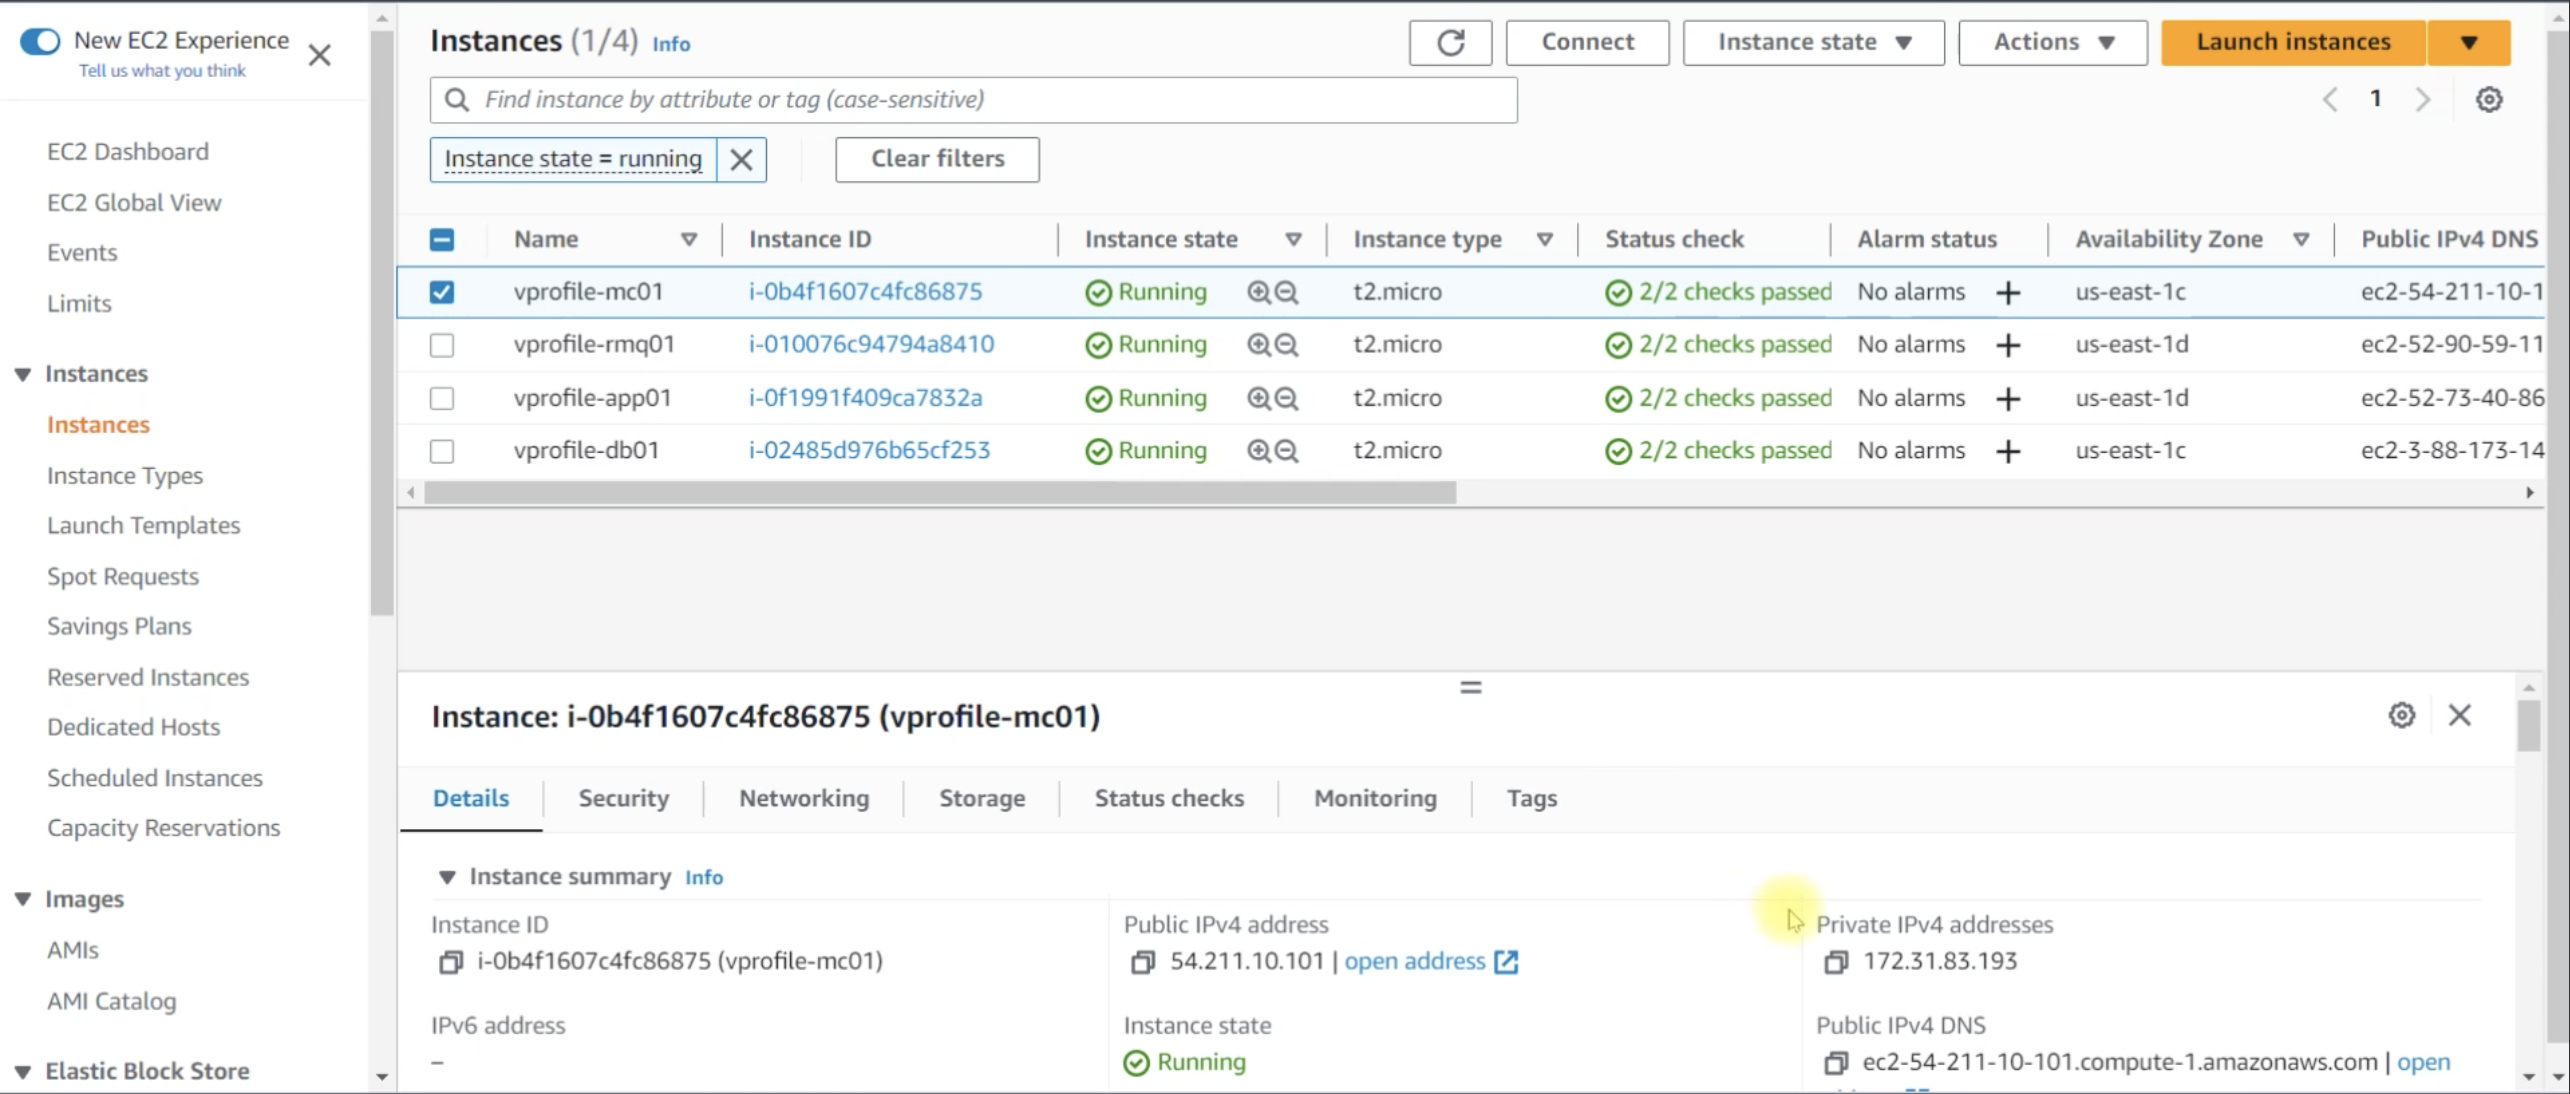 New EC2 Experience
Tell us what you think
EC2 Dashboard
EC2 Global View
Events
Limits
Instances
Instances
Instance Types
Launch Templates
Spot Requests
Savings Plans
Reserved Instances
Dedicated Hosts
Scheduled Instances
Capacity Reservations
Images
AMIs
AMI Catalog
Elastic Block Store
Instances (1/4) Info
Connect
Instance state
Actions
Launch instances
Find instance by attribute or tag (case-sensitive)
1
Instance state = running
Clear filters
Name Instance ID Instance state Instance type Status check Alarm status Availability Zone Public IPv4 DNS
vprofile-mc01 i-0b4f1607c4fc86875 Running t2.micro 2/2 checks passed No alarms + us-east-1c ec2-54-211-10-1
vprofile-rmq01 i-010076c94794a8410 Running t2.micro 2/2 checks passed No alarms + us-east-1d ec2-52-90-59-11
vprofile-app01 i-0f1991f409ca7832a Running t2.micro 2/2 checks passed No alarms + us-east-1d ec2-52-73-40-86
vprofile-db01 i-02485d976b65cf253 Running t2.micro 2/2 checks passed No alarms + us-east-1c ec2-3-88-173-14
Instance: i-0b4f1607c4fc86875 (vprofile-mc01)
Details Security Networking Storage Status checks Monitoring Tags
Instance summary Info
Instance ID
i-0b4f1607c4fc86875 (vprofile-mc01)
Public IPv4 address
54.211.10.101 | open address
Private IPv4 addresses
172.31.83.193
IPv6 address
–
Instance state
Running
Public IPv4 DNS
ec2-54-211-10-101.compute-1.amazonaws.com | open